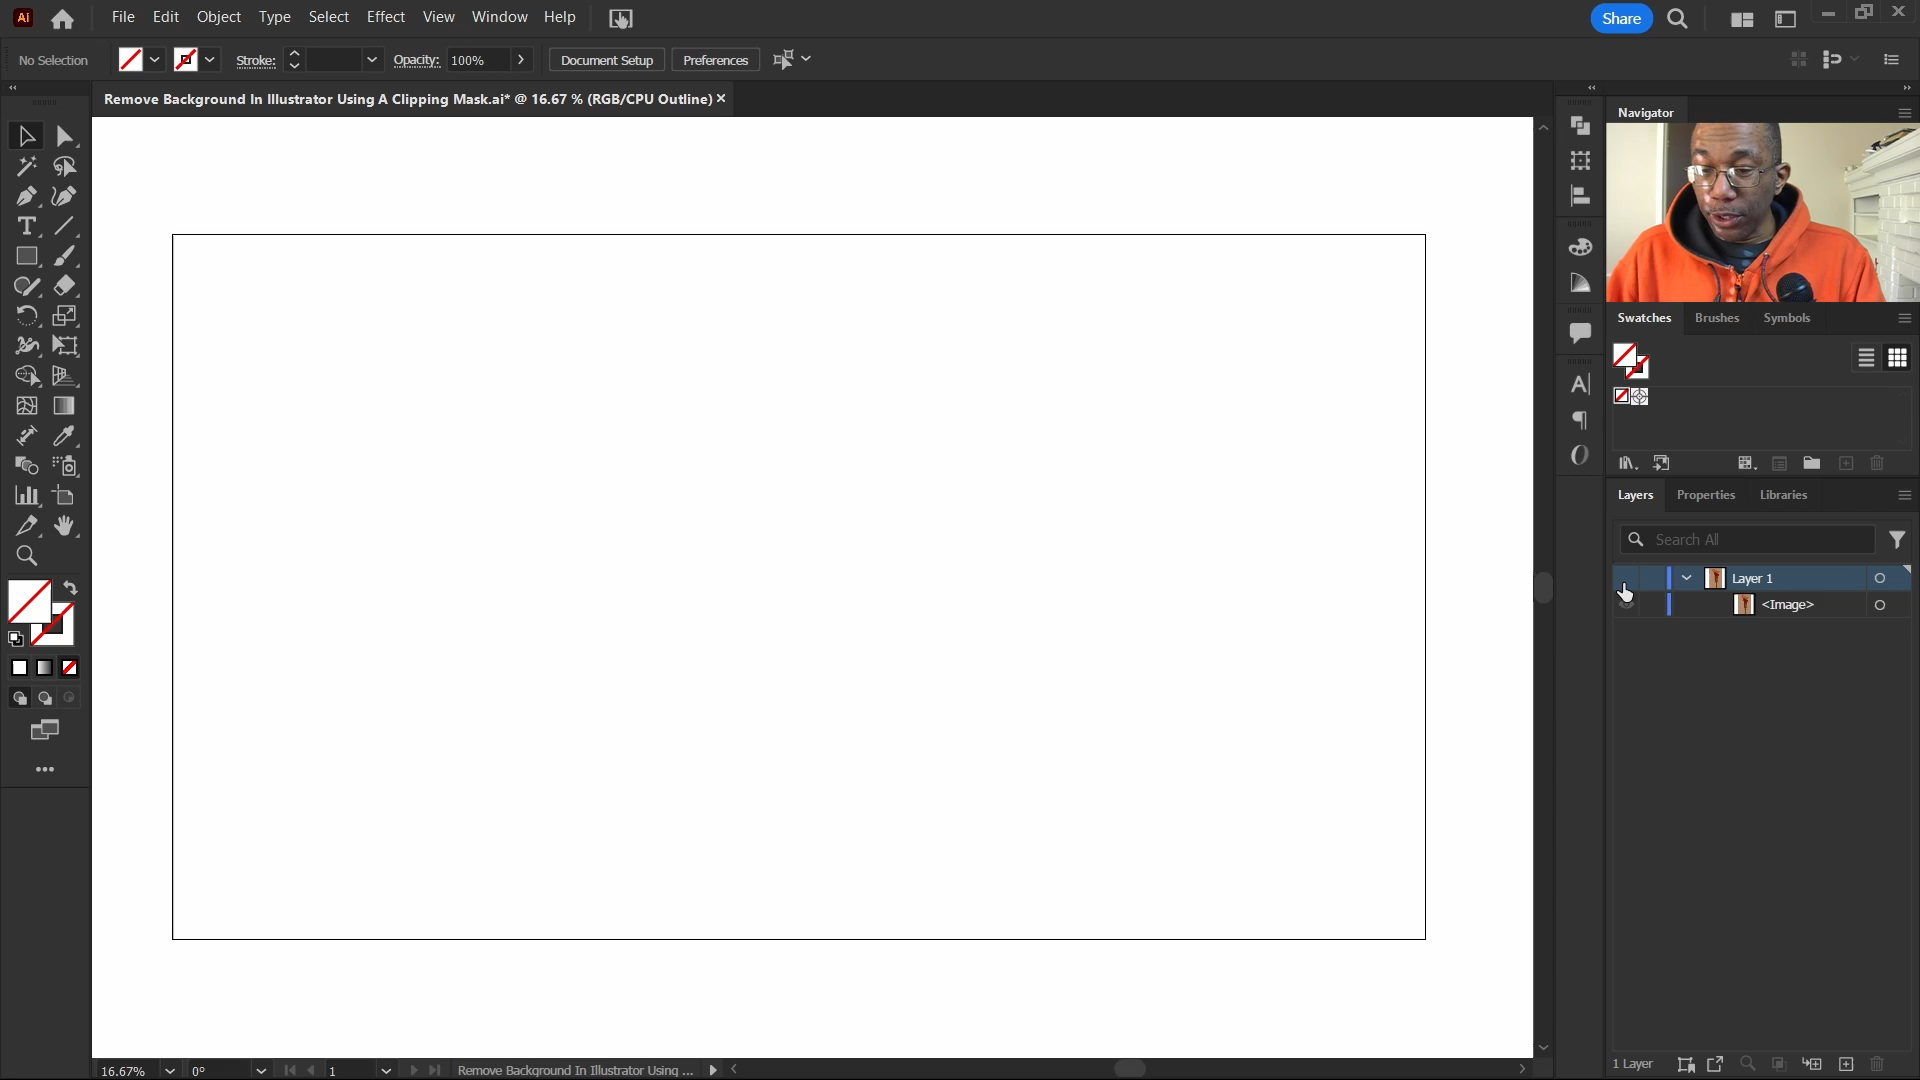 Ai File Edit Object Type Select Effect View Window Help Share
No Selection Stroke: Opacity: 100% Document Setup Preferences
Remove Background In Illustrator Using A Clipping Mask.ai* @ 16.67 % (RGB/CPU Outline)
Navigator
Swatches Brushes Symbols
Layers Properties Libraries
Search All
Layer 1
<Image>
1 Layer
16.67% 0° 1 Remove Background In Illustrator Using ...